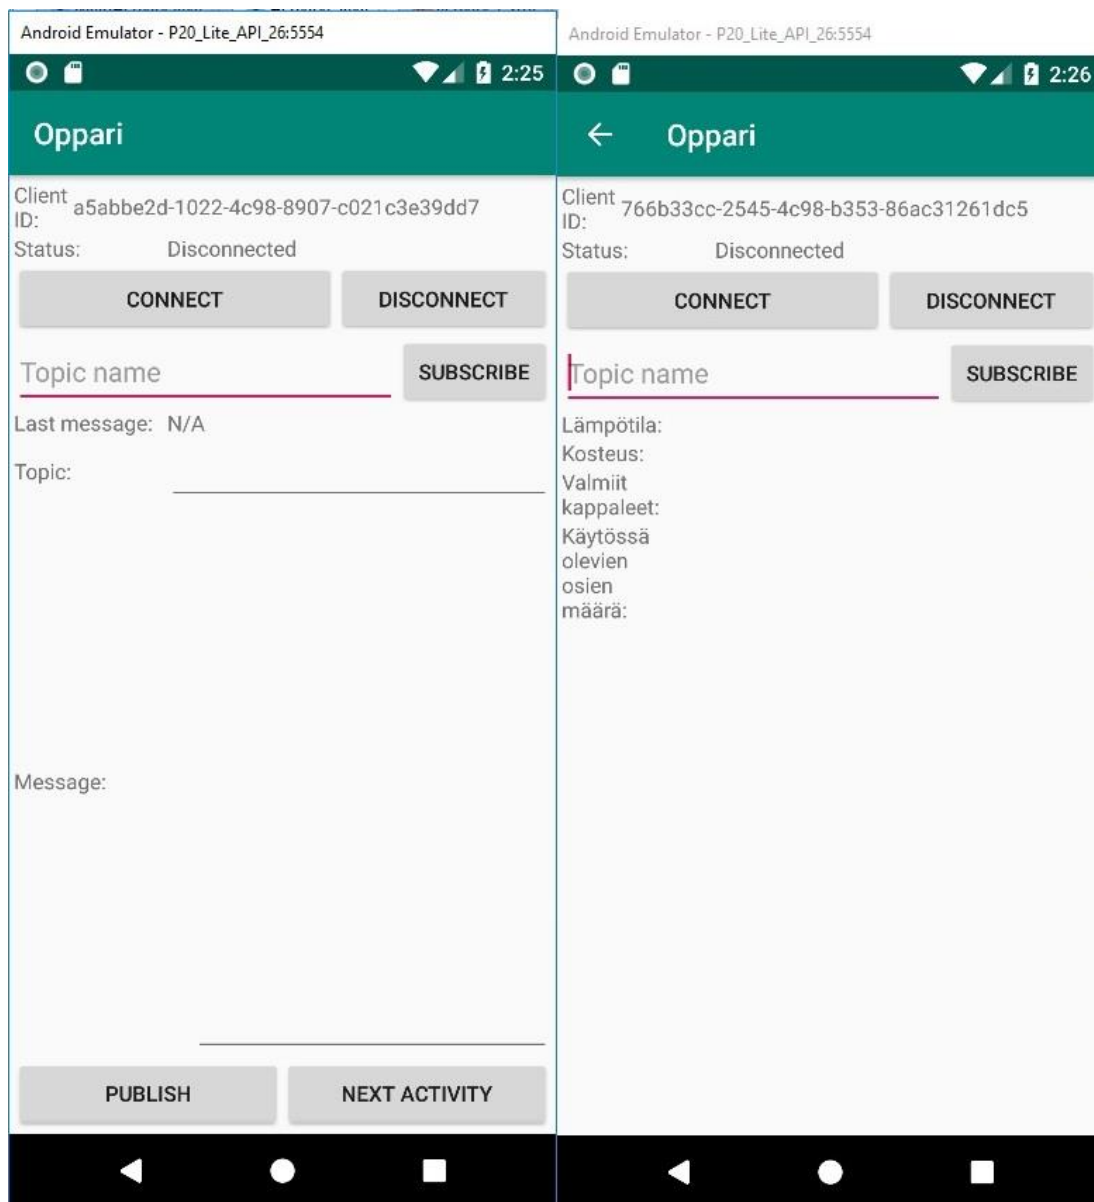 Android Emulator - P20_Lite_API_26:5554
2:25
Oppari
Client
ID:
a5abbe2d-1022-4c98-8907-c021c3e39dd7
Status: Disconnected
CONNECT DISCONNECT
Topic name SUBSCRIBE
Last message: N/A
Topic:
Message:
PUBLISH NEXT ACTIVITY
Android Emulator - P20_Lite_API_26:5554
2:26
Oppari
Client
ID:
766b33cc-2545-4c98-b353-86ac31261dc5
Status: Disconnected
CONNECT DISCONNECT
Topic name SUBSCRIBE
Lämpötila:
Kosteus:
Valmiit
kappaleet:
Käytössä
olevien
osien
määrä: